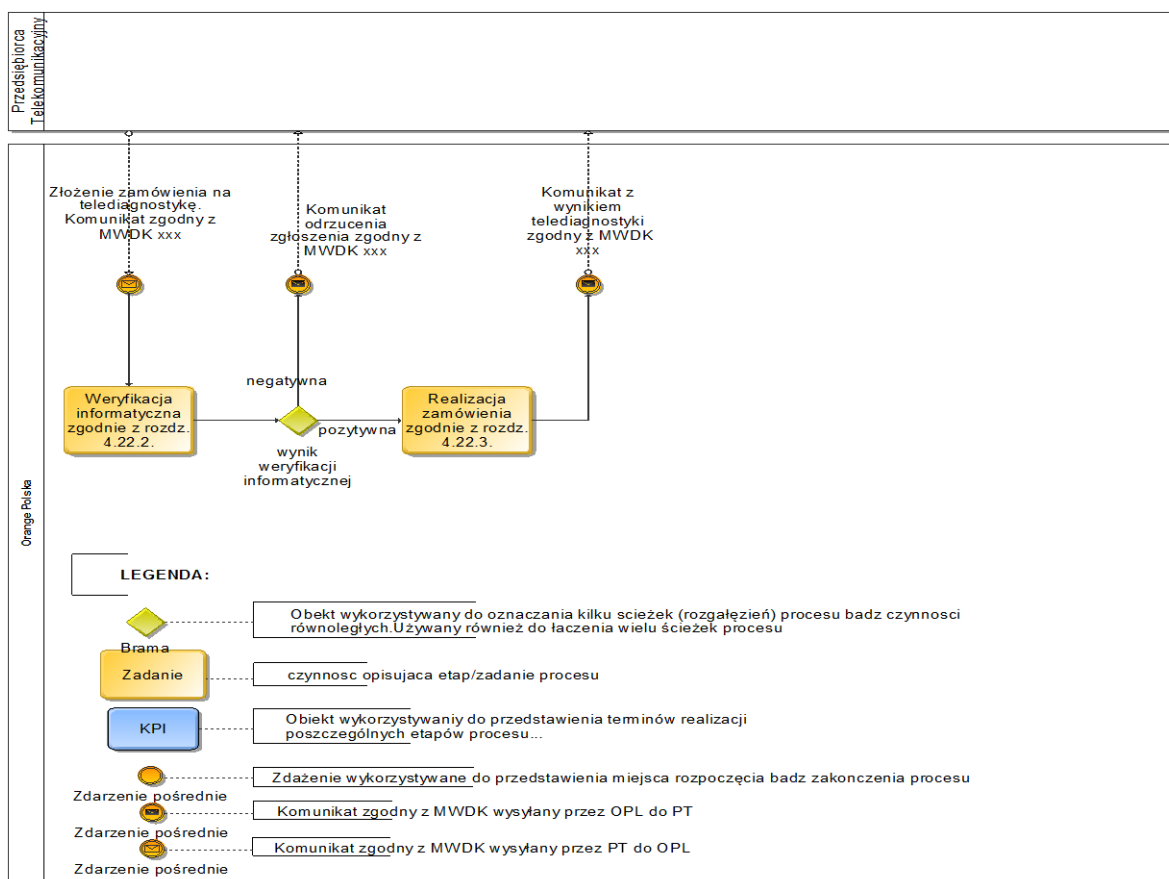 Przedsiębiorca
Telekomunikacyjny
Złożenie zamówienia na
telediagnostykę.
Komunikat zgodny z
MWDK xxx
Komunikat
odrzucenia
zgłoszenia zgodny z
MWDK xxx
Komunikat z
wynikiem
telediagnostyki
zgodny z MWDK
xxx
negatywna
Weryfikacja
informatyczna
zgodnie z rozdz.
4.22.2.
pozytywna
Realizacja
zamówienia
zgodnie z rozdz.
4.22.3.
wynik
weryfikacji
informatycznej
Orange Polska
LEGENDA:
Brama
Obekt wykorzystywany do oznaczania kilku scieżek (rozgałęzień) procesu badz czynnosci
równoległych.Używany również do łaczenia wielu ścieżek procesu
Zadanie
czynnosc opisujaca etap/zadanie procesu
KPI
Obiekt wykorzystywaniy do przedstawienia terminów realizacji
poszczególnych etapów procesu...
Zdarzenie pośrednie
Zdażenie wykorzystywane do przedstawienia miejsca rozpoczęcia badz zakonczenia procesu
Zdarzenie pośrednie
Komunikat zgodny z MWDK wysyłany przez OPL do PT
Zdarzenie pośrednie
Komunikat zgodny z MWDK wysyłany przez PT do OPL